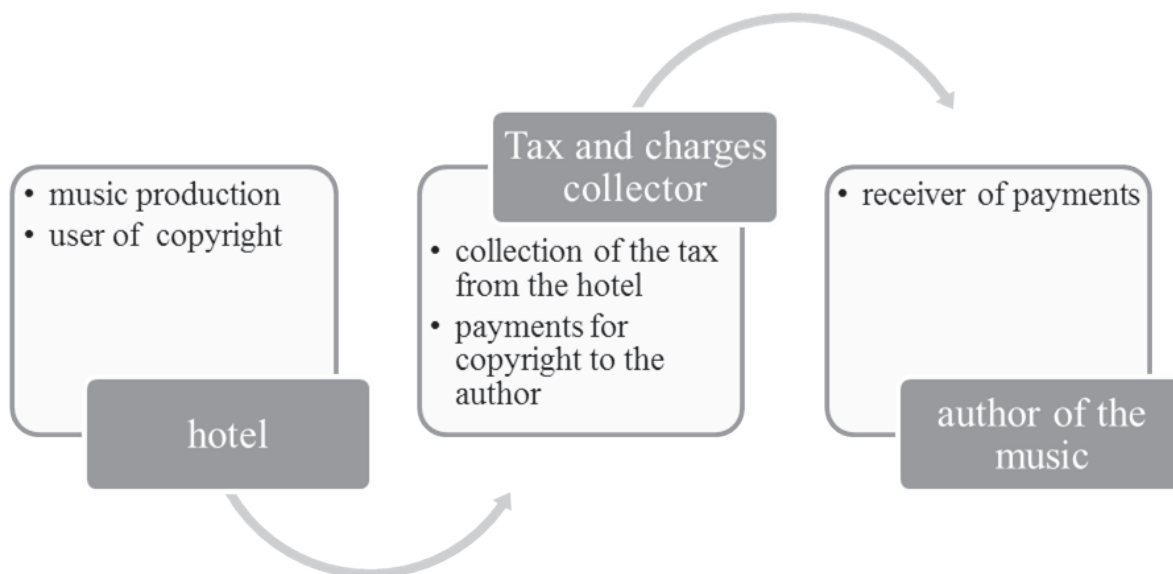 • music production
• user of copyright
hotel
Tax and charges
collector
• collection of the tax
from the hotel
• payments for
copyright to the
author
• receiver of payments
author of the
music